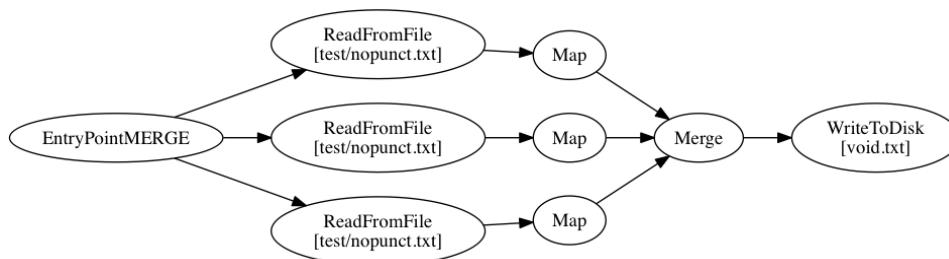 ReadFromFile
[test/nopunct.txt]
Map
EntryPointMERGE
ReadFromFile
[test/nopunct.txt]
Map
Merge
WriteToDisk
[void.txt]
ReadFromFile
[test/nopunct.txt]
Map